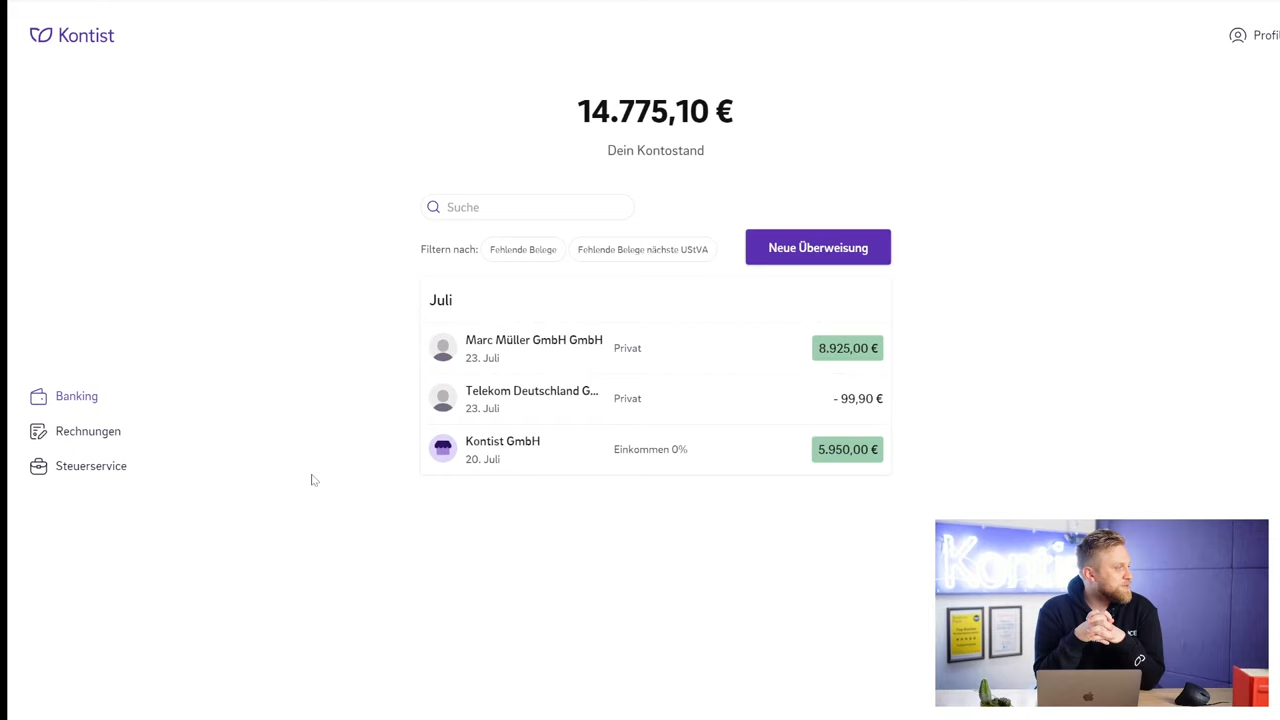 Kontist
Profil
14.775,10 €
Dein Kontostand
Suche
Filtern nach: Fehlende Belege Fehlende Belege nächste UStVA
Neue Überweisung
Juli
Marc Müller GmbH GmbH
23. Juli
Privat
8.925,00 €
Telekom Deutschland G...
23. Juli
Privat
- 99,90 €
Kontist GmbH
20. Juli
Einkommen 0%
5.950,00 €
Banking
Rechnungen
Steuerservice
Konti